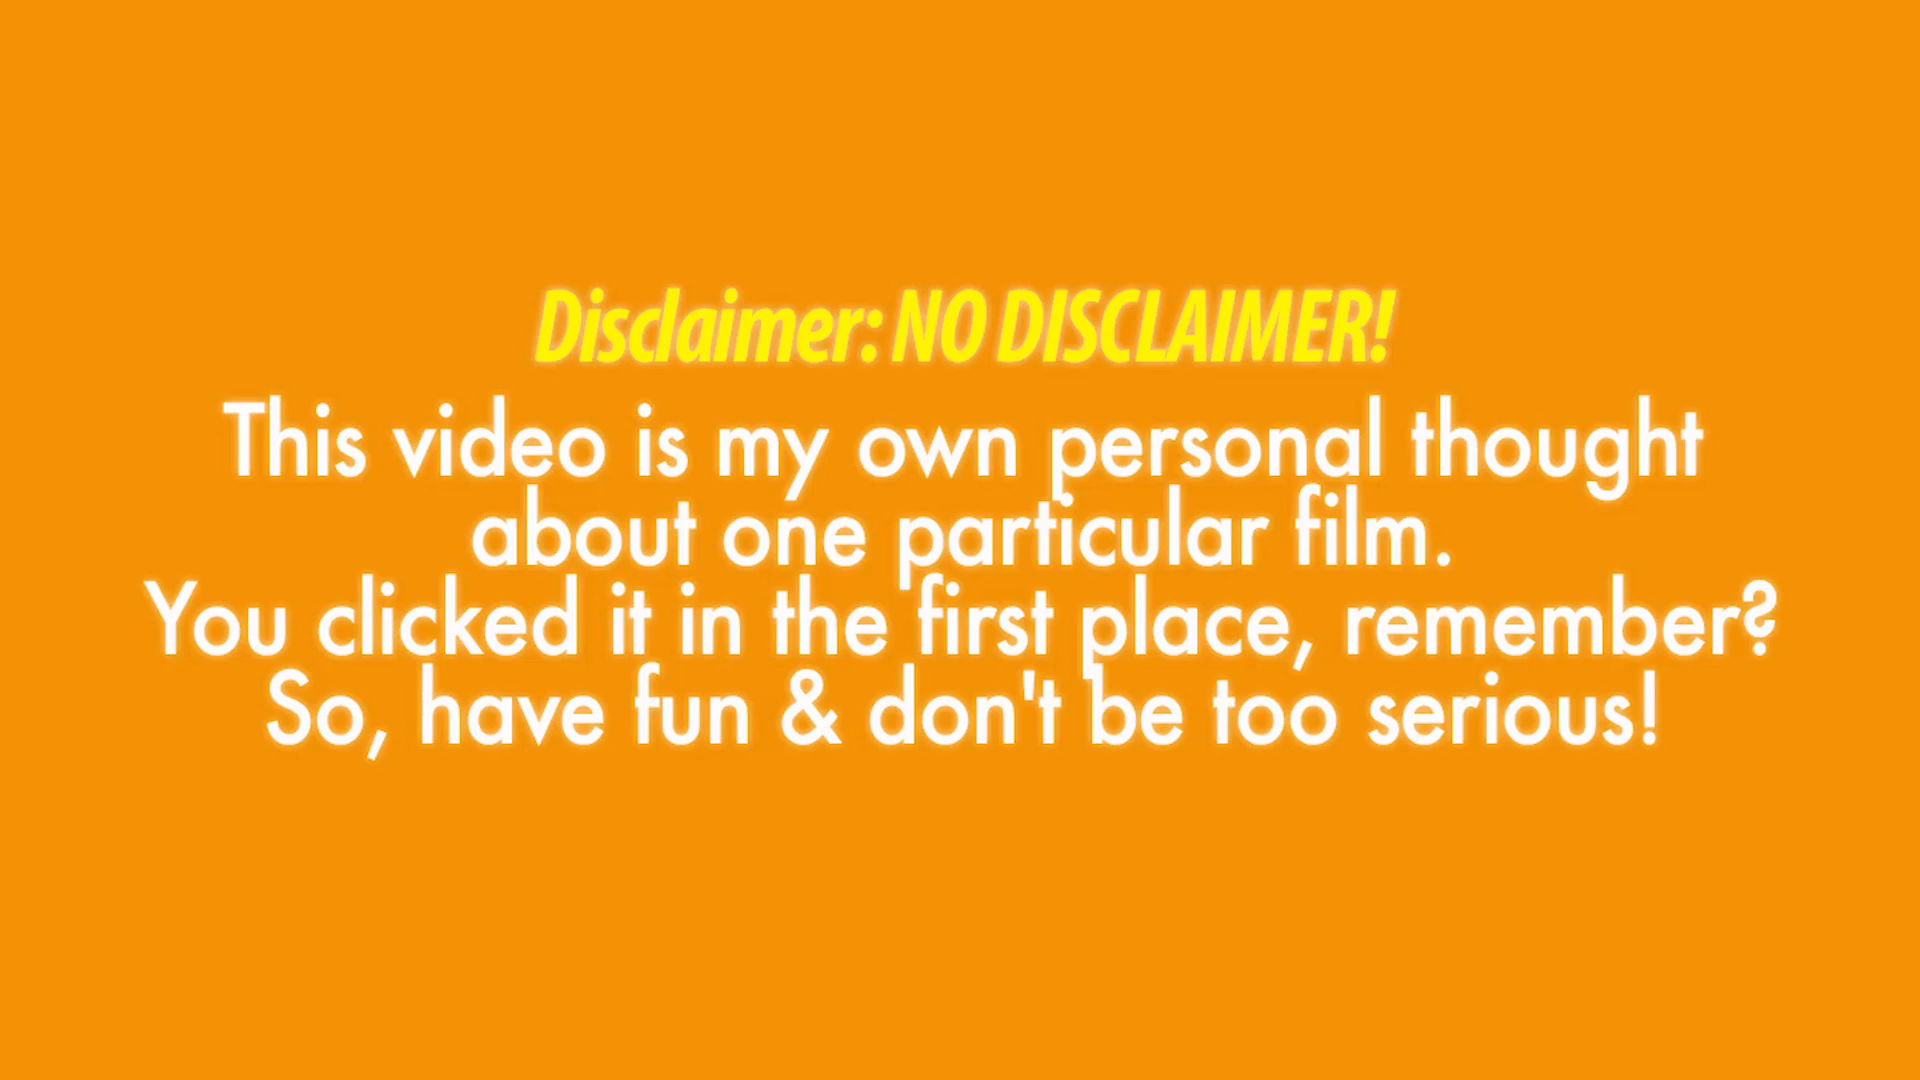 Disclaimer: NO DISCLAIMER!
This video is my own personal thought
about one particular film.
You clicked it in the first place, remember?
So, have fun & don't be too serious!